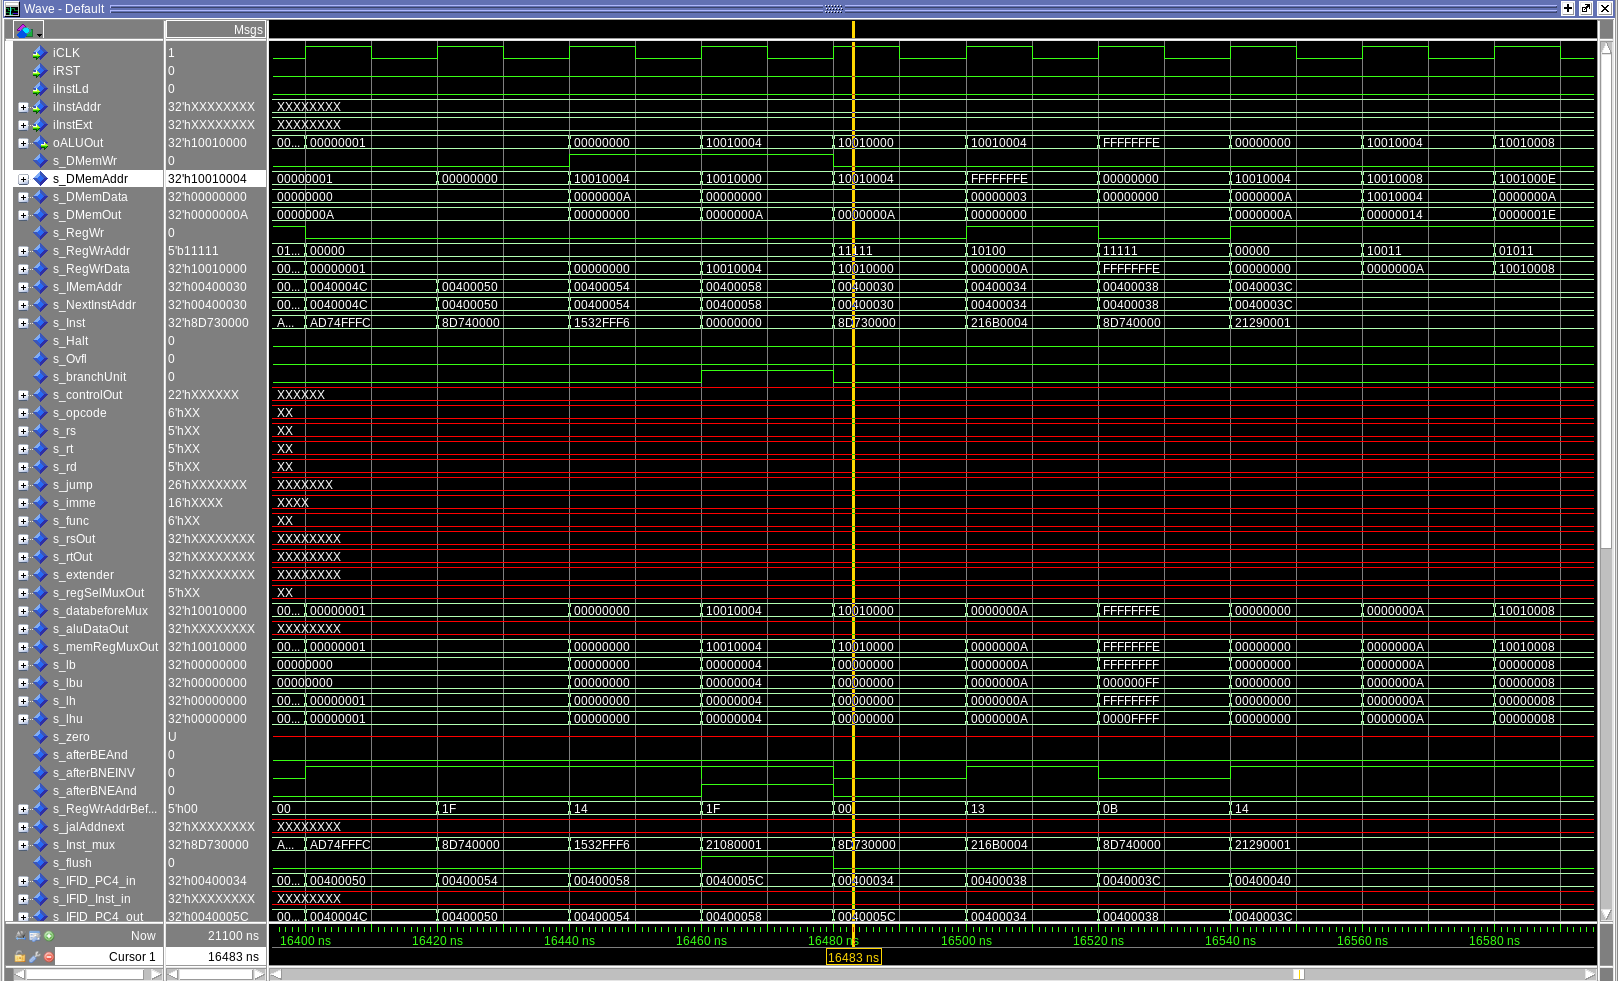 Wave - Default
Msgs
iCLK 1
iRST 0
iInstLd 0
iInstAddr 32'hXXXXXXXX XXXXXXXX
iInstExt 32'hXXXXXXXX XXXXXXXX
oALUOut 32'h10010000 00... 00000001 00000000 10010004 10010000 10010004 FFFFFFFE 00000000 10010004 10010008
s_DMemWr 0
s_DMemAddr 32'h10010004 00000001 00000000 10010004 10010000 10010004 FFFFFFFE 00000000 10010004 10010008 1001000E
s_DMemData 32'h00000000 00000000 0000000A 00000000 00000003 00000000 0000000A 10010004 0000000A
s_DMemOut 32'h0000000A 0000000A 00000000 0000000A 0000000A 00000000 0000000A 00000014 0000001E
s_RegWr 0
s_RegWrAddr 5'b11111 01... 00000 11111 10100 11111 00000 10011 01011
s_RegWrData 32'h10010000 00... 00000001 00000000 10010004 10010000 0000000A FFFFFFFE 00000000 0000000A 10010008
s_IMemAddr 32'h00400030 00... 0040004C 00400050 00400054 00400058 00400030 00400034 00400038 0040003C
s_NextInstAddr 32'h00400030 00... 0040004C 00400050 00400054 00400058 00400030 00400034 00400038 0040003C
s_Inst 32'h8D730000 A... AD74FFFC 8D740000 1532FFF6 00000000 8D730000 216B0004 8D740000 21290001
s_Halt 0
s_Ovfl 0
s_branchUnit 0
s_controlOut 22'hXXXXXX XXXXXX
s_opcode 6'hXX XX
s_rs 5'hXX XX
s_rt 5'hXX XX
s_rd 5'hXX XX
s_jump 26'hXXXXXXX XXXXXXX
s_imme 16'hXXXX XXXX
s_func 6'hXX XX
s_rsOut 32'hXXXXXXXX XXXXXXXX
s_rtOut 32'hXXXXXXXX XXXXXXXX
s_extender 32'hXXXXXXXX XXXXXXXX
s_regSelMuxOut 5'hXX XX
s_databeforeMux 32'h10010000 00... 00000001 00000000 10010004 10010000 0000000A FFFFFFFE 00000000 0000000A 10010008
s_aluDataOut 32'hXXXXXXXX XXXXXXXX
s_memRegMuxOut 32'h10010000 00... 00000001 00000000 10010004 10010000 0000000A FFFFFFFE 00000000 0000000A 10010008
s_lb 32'h00000000 00000000 00000000 00000004 00000000 0000000A FFFFFFFF 00000000 0000000A 00000008
s_lbu 32'h00000000 00000000 00000000 00000004 00000000 0000000A 000000FF 00000000 0000000A 00000008
s_lh 32'h00000000 00... 00000001 00000000 00000004 00000000 0000000A FFFFFFFF 00000000 0000000A 00000008
s_lhu 32'h00000000 00... 00000001 00000000 00000004 00000000 0000000A 0000FFFF 00000000 0000000A 00000008
s_zero U
s_afterBEAnd 0
s_afterBNEINV 0
s_afterBNEAnd 0
s_RegWrAddrBef... 5'h00 00 1F 14 1F 00 13 0B 14
s_jalAddnext 32'hXXXXXXXX XXXXXXXX
s_Inst_mux 32'h8D730000 A... AD74FFFC 8D740000 1532FFF6 21080001 8D730000 216B0004 8D740000 21290001
s_flush 0
s_IFID_PC4_in 32'h00400034 00... 00400050 00400054 00400058 0040005C 00400034 00400038 0040003C 00400040
s_IFID_Inst_in 32'hXXXXXXXX XXXXXXXX
s_IFID_PC4_out 32'h0040005C 00... 0040004C 00400050 00400054 00400058 0040005C 00400034 00400038 0040003C
Now 21100 ns 16400 ns 16420 ns 16440 ns 16460 ns 16480 ns 16500 ns 16520 ns 16540 ns 16560 ns 16580 ns
Cursor 1 16483 ns 16483 ns